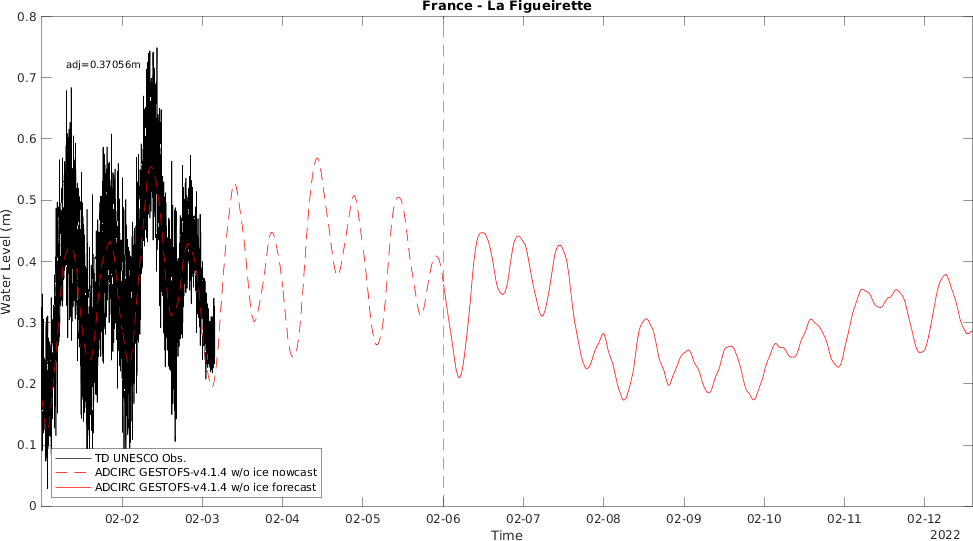 France - La Figueirette
adj=0.37056m
Water Level (m)
0.8
0.7
0.6
0.5
0.4
0.3
0.2
0.1
0
TD UNESCO Obs.
ADCIRC GESTOFS-v4.1.4 w/o ice nowcast
ADCIRC GESTOFS-v4.1.4 w/o ice forecast
02-02 02-03 02-04 02-05 02-06 02-07 02-08 02-09 02-10 02-11 02-12
2022
Time